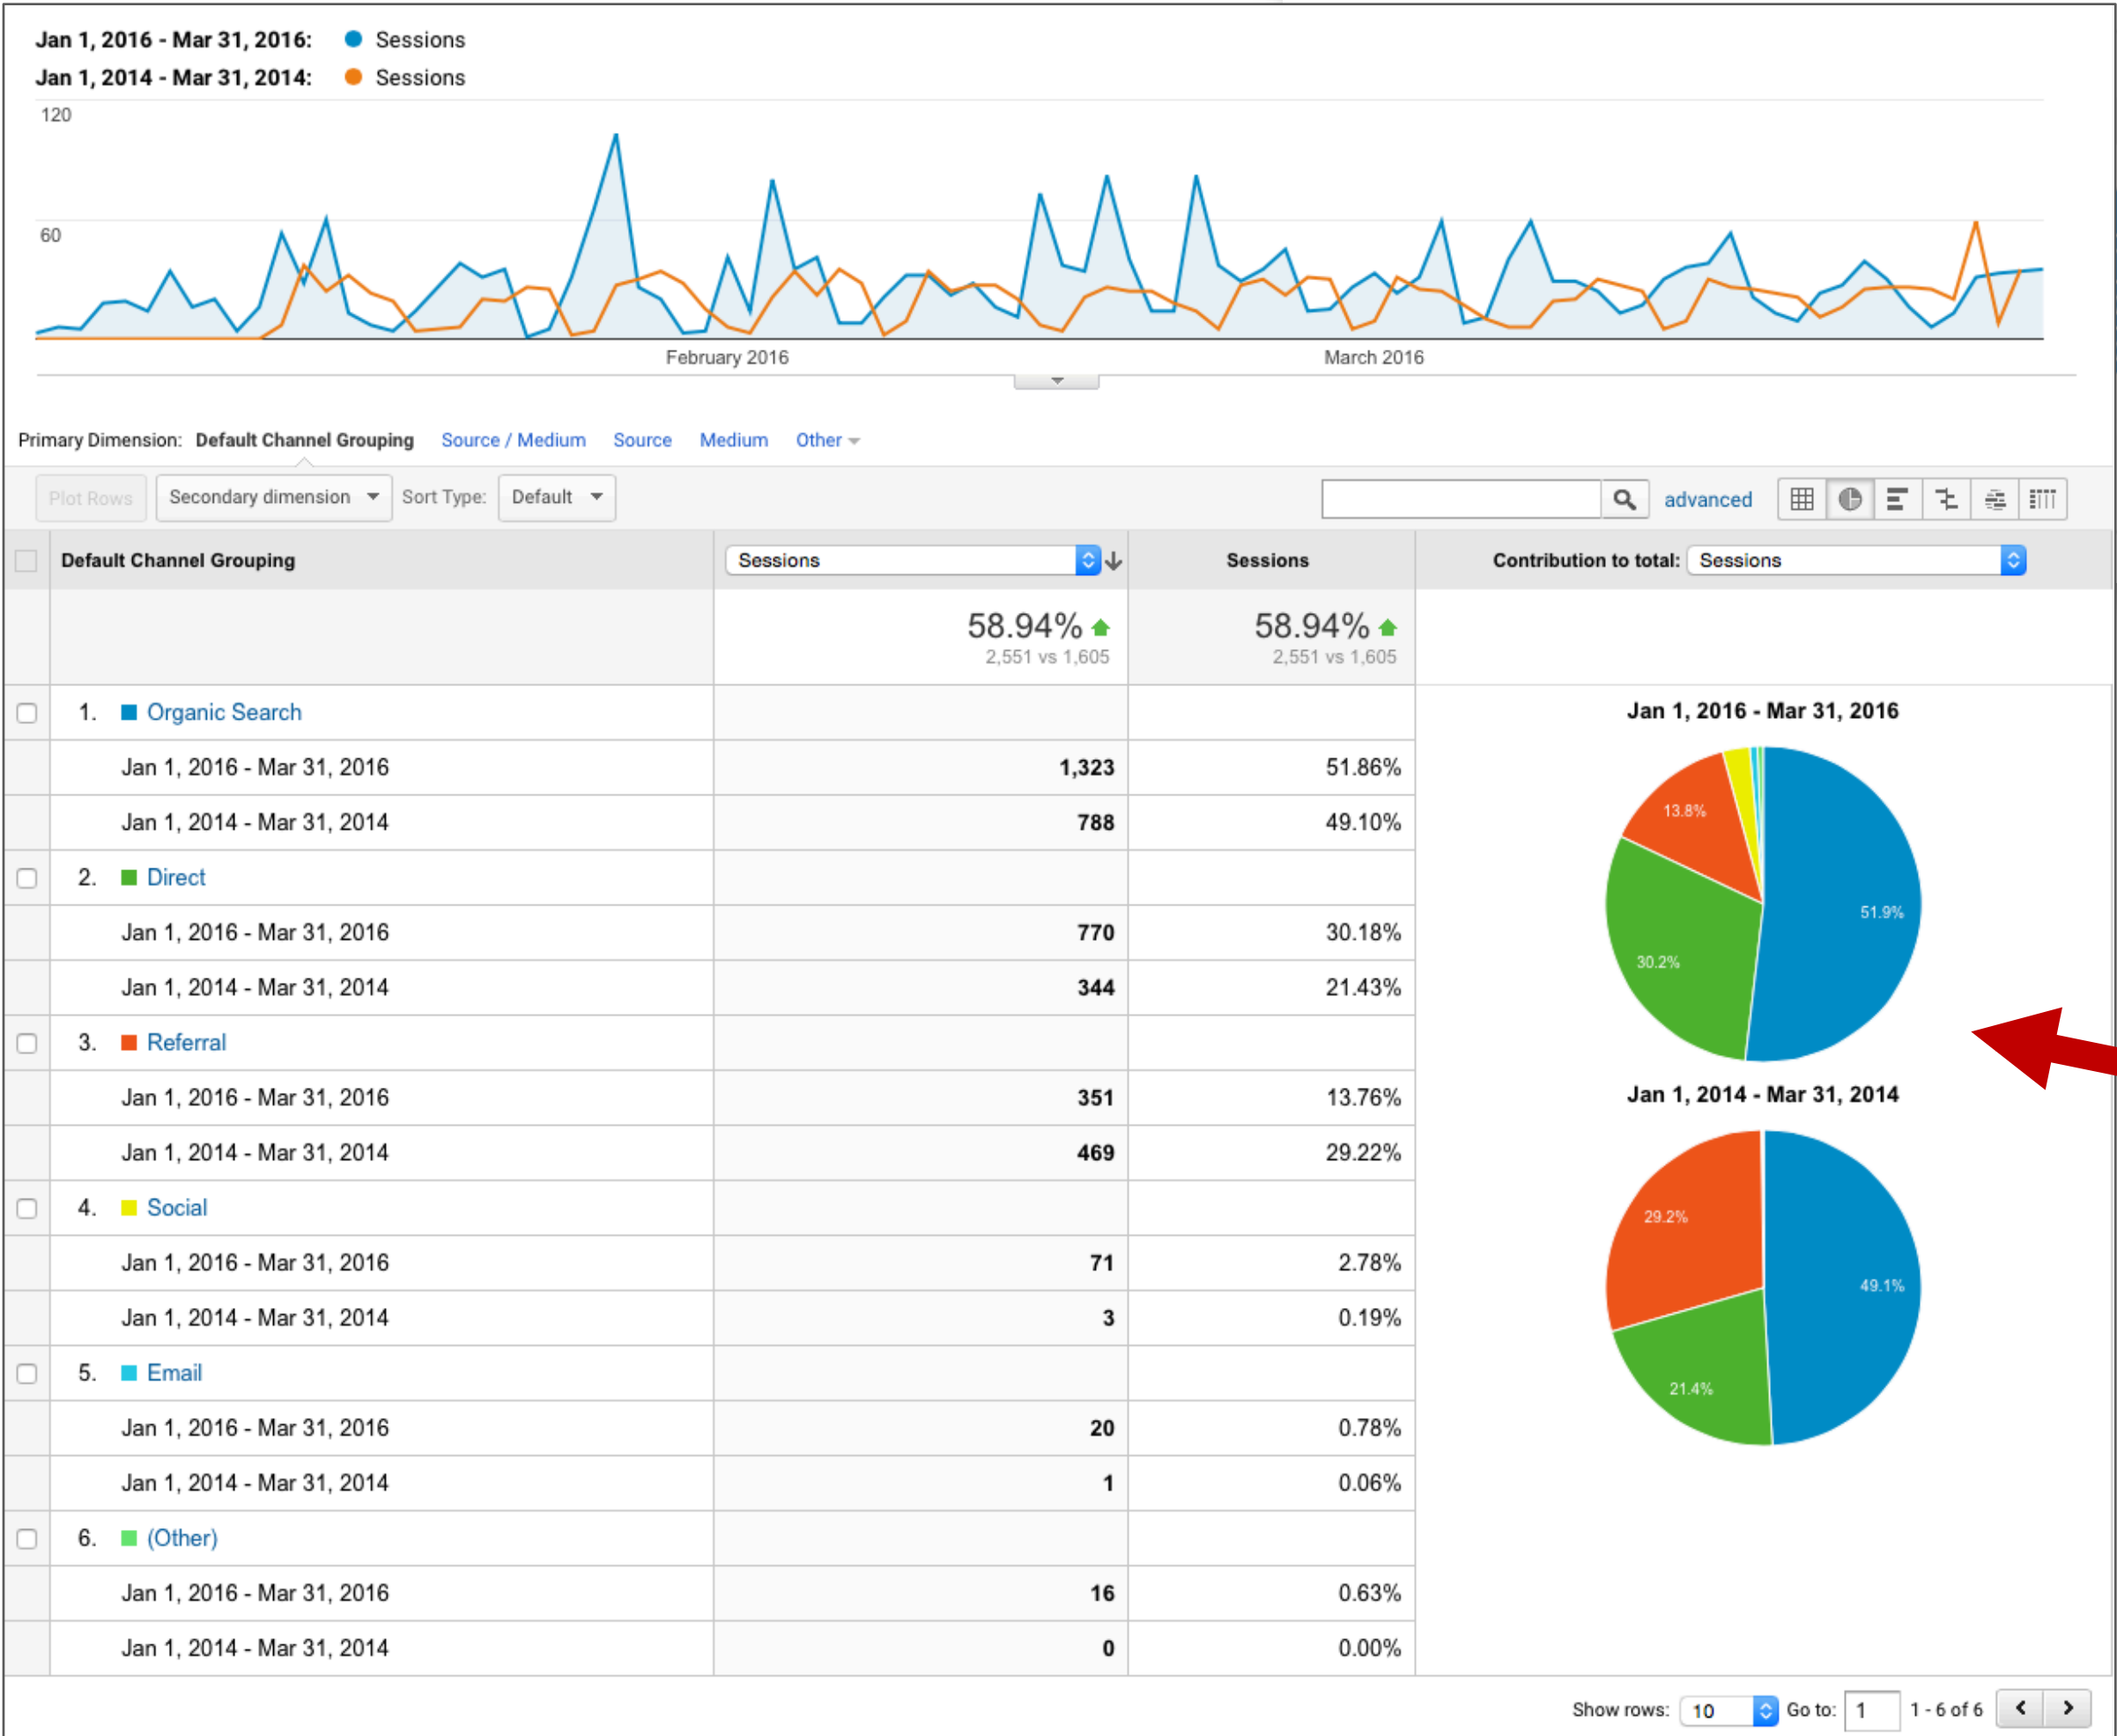 Jan 1, 2016 - Mar 31, 2016: Sessions
Jan 1, 2014 - Mar 31, 2014: Sessions
120
60
February 2016 March 2016
Primary Dimension: Default Channel Grouping Source / Medium Source Medium Other
Plot Rows Secondary dimension Sort Type: Default advanced
Default Channel Grouping Sessions Sessions Contribution to total: Sessions
58.94% 58.94%
2,551 vs 1,605 2,551 vs 1,605
1. Organic Search
Jan 1, 2016 - Mar 31, 2016 1,323 51.86%
Jan 1, 2014 - Mar 31, 2014 788 49.10%
2. Direct
Jan 1, 2016 - Mar 31, 2016 770 30.18%
Jan 1, 2014 - Mar 31, 2014 344 21.43%
3. Referral
Jan 1, 2016 - Mar 31, 2016 351 13.76%
Jan 1, 2014 - Mar 31, 2014 469 29.22%
4. Social
Jan 1, 2016 - Mar 31, 2016 71 2.78%
Jan 1, 2014 - Mar 31, 2014 3 0.19%
5. Email
Jan 1, 2016 - Mar 31, 2016 20 0.78%
Jan 1, 2014 - Mar 31, 2014 1 0.06%
6. (Other)
Jan 1, 2016 - Mar 31, 2016 16 0.63%
Jan 1, 2014 - Mar 31, 2014 0 0.00%
Jan 1, 2016 - Mar 31, 2016
13.8%
51.9%
30.2%
Jan 1, 2014 - Mar 31, 2014
29.2%
49.1%
21.4%
Show rows: 10 Go to: 1 1 - 6 of 6